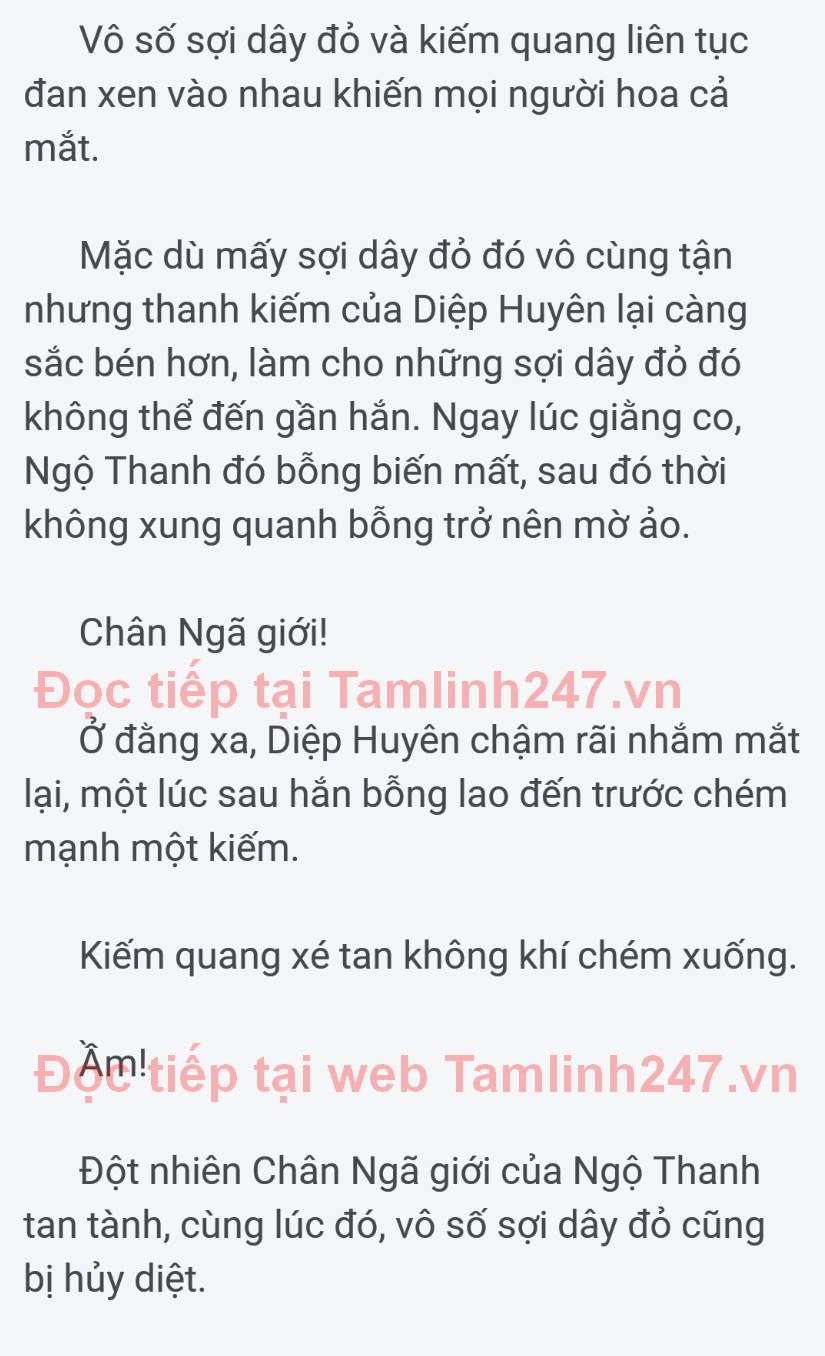 Vô số sợi dây đỏ và kiếm quang liên tục
đan xen vào nhau khiến mọi người hoa cả
mắt.
Mặc dù mấy sợi dây đỏ đó vô cùng tận
nhưng thanh kiếm của Diệp Huyên lại càng
sắc bén hơn, làm cho những sợi dây đỏ đó
không thể đến gần hắn. Ngay lúc giằng co,
Ngộ Thanh đó bỗng biến mất, sau đó thời
không xung quanh bỗng trở nên mờ ảo.
Chân Ngã giới!
Đọc tiếp tại Tamlinh247.vn
Ở đằng xa, Diệp Huyên chậm rãi nhắm mắt
lại, một lúc sau hắn bỗng lao đến trước chém
mạnh một kiếm.
Kiếm quang xé tan không khí chém xuống.
Ầm!
Đọc tiếp tại web Tamlinh247.vn
Đột nhiên Chân Ngã giới của Ngộ Thanh
tan tành, cùng lúc đó, vô số sợi dây đỏ cũng
bị hủy diệt.